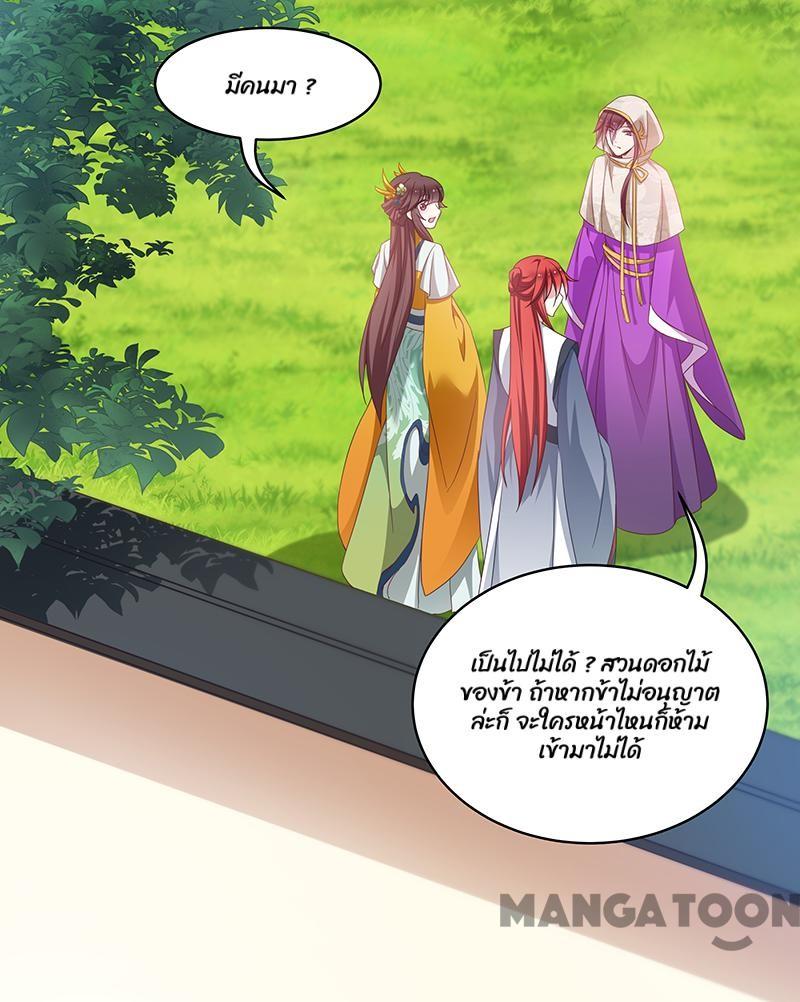 มีคนมา ?
เป็นไปไม่ได้ ? สวนดอกไม้
ของข้า ถ้าหากข้าไม่อนุญาต
ล่ะก็ จะใครหน้าไหนก็ห้าม
เข้ามาไม่ได้
MANGATOON